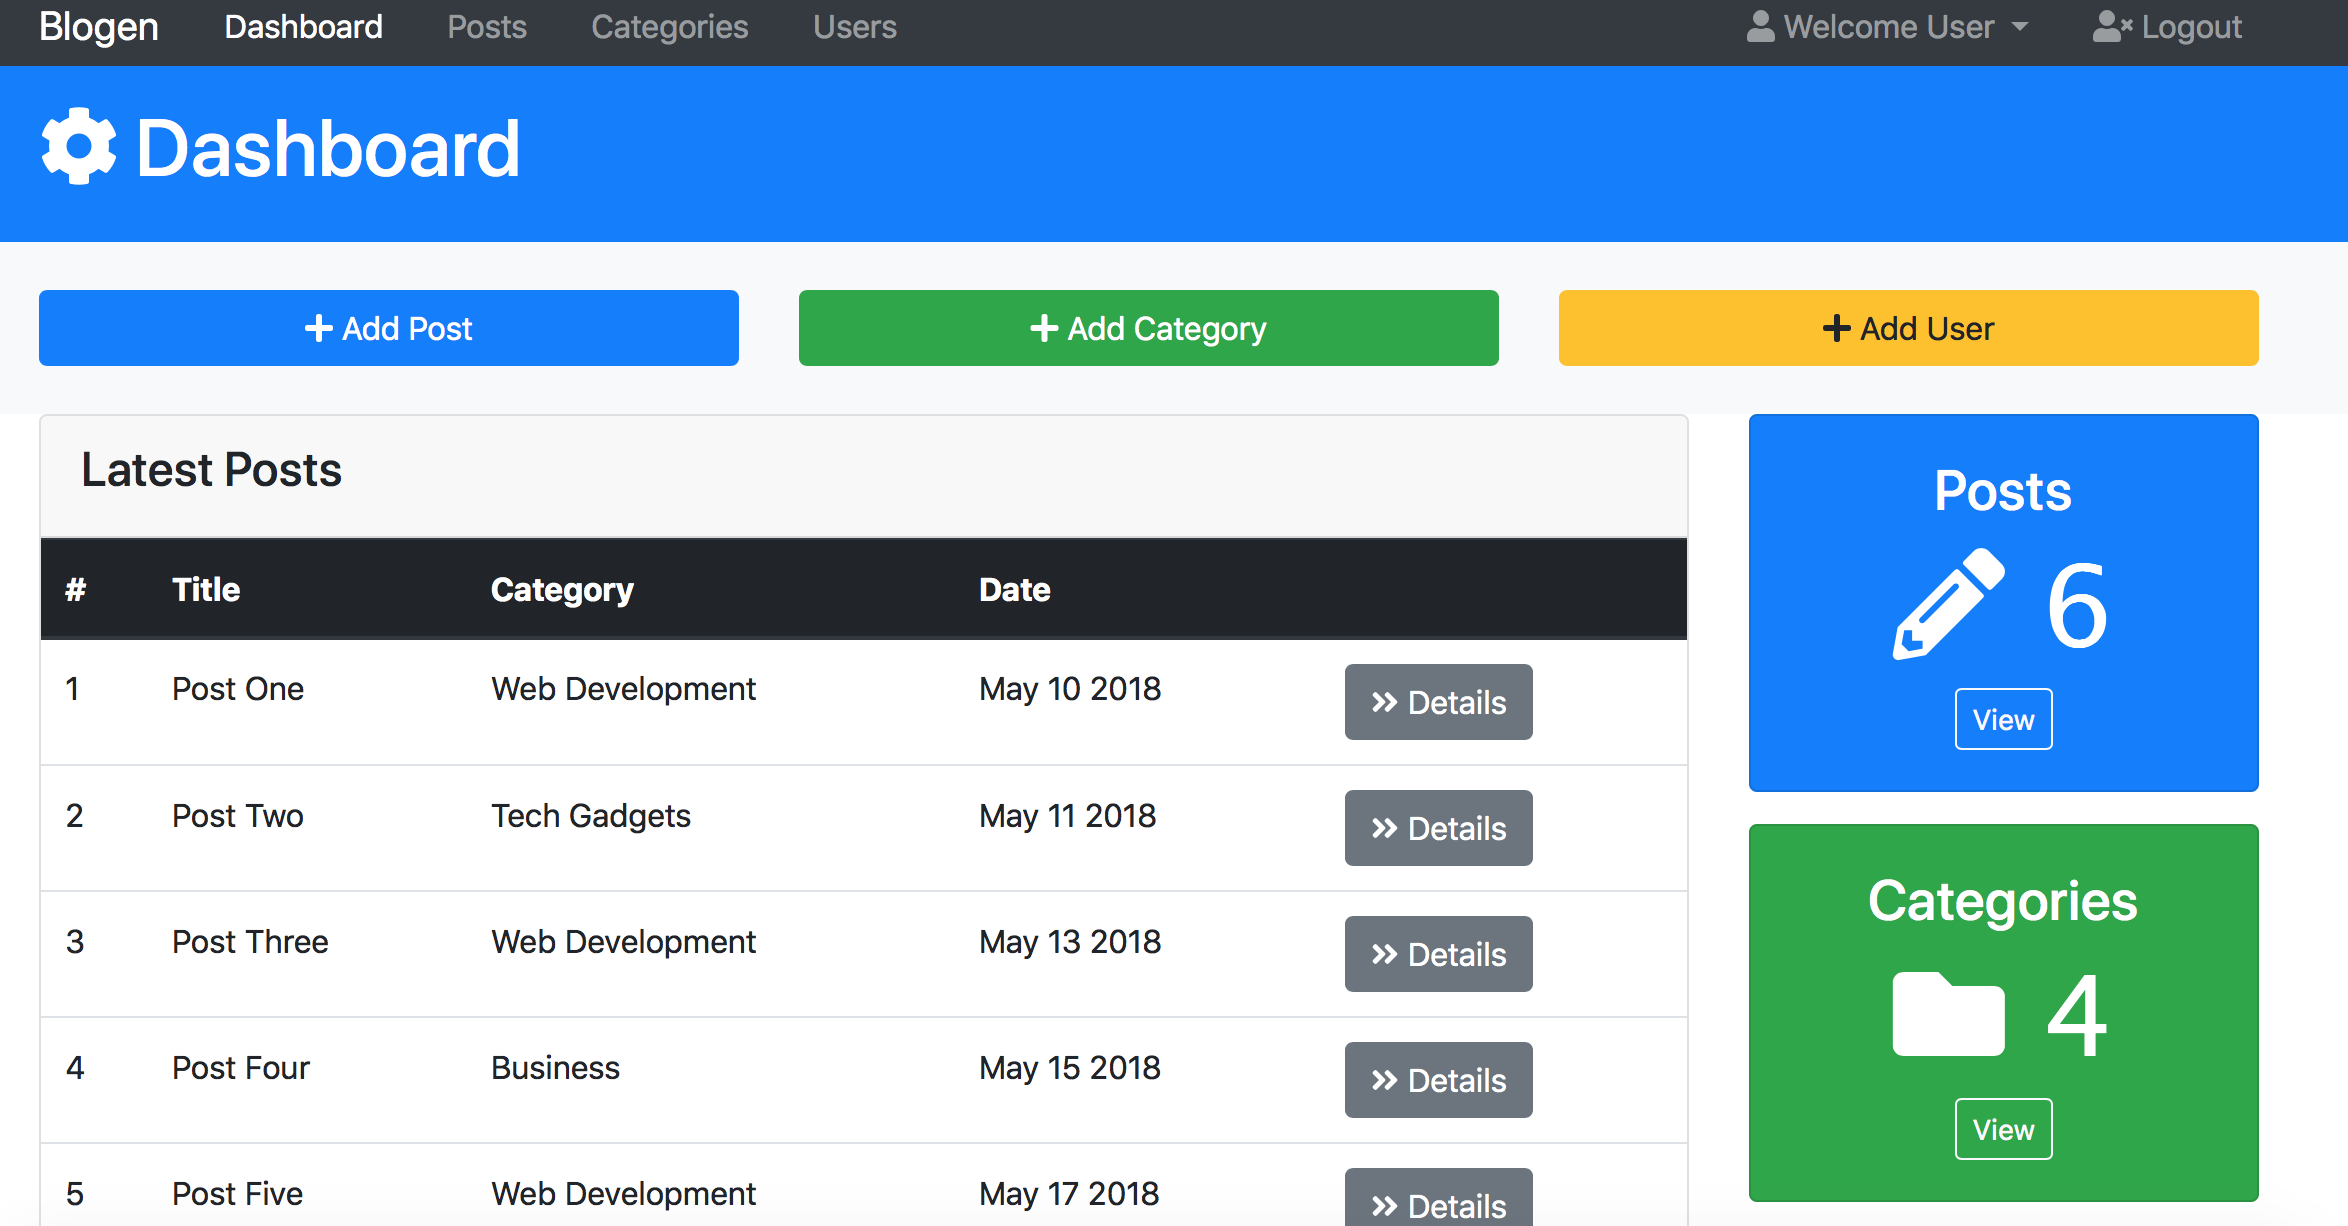 Blogen Dashboard Posts Categories Users Welcome User Logout
Dashboard
Add Post Add Category Add User
Latest Posts
# Title Category Date
1 Post One Web Development May 10 2018 Details
2 Post Two Tech Gadgets May 11 2018 Details
3 Post Three Web Development May 13 2018 Details
4 Post Four Business May 15 2018 Details
5 Post Five Web Development May 17 2018 Details
Posts
6
View
Categories
4
View